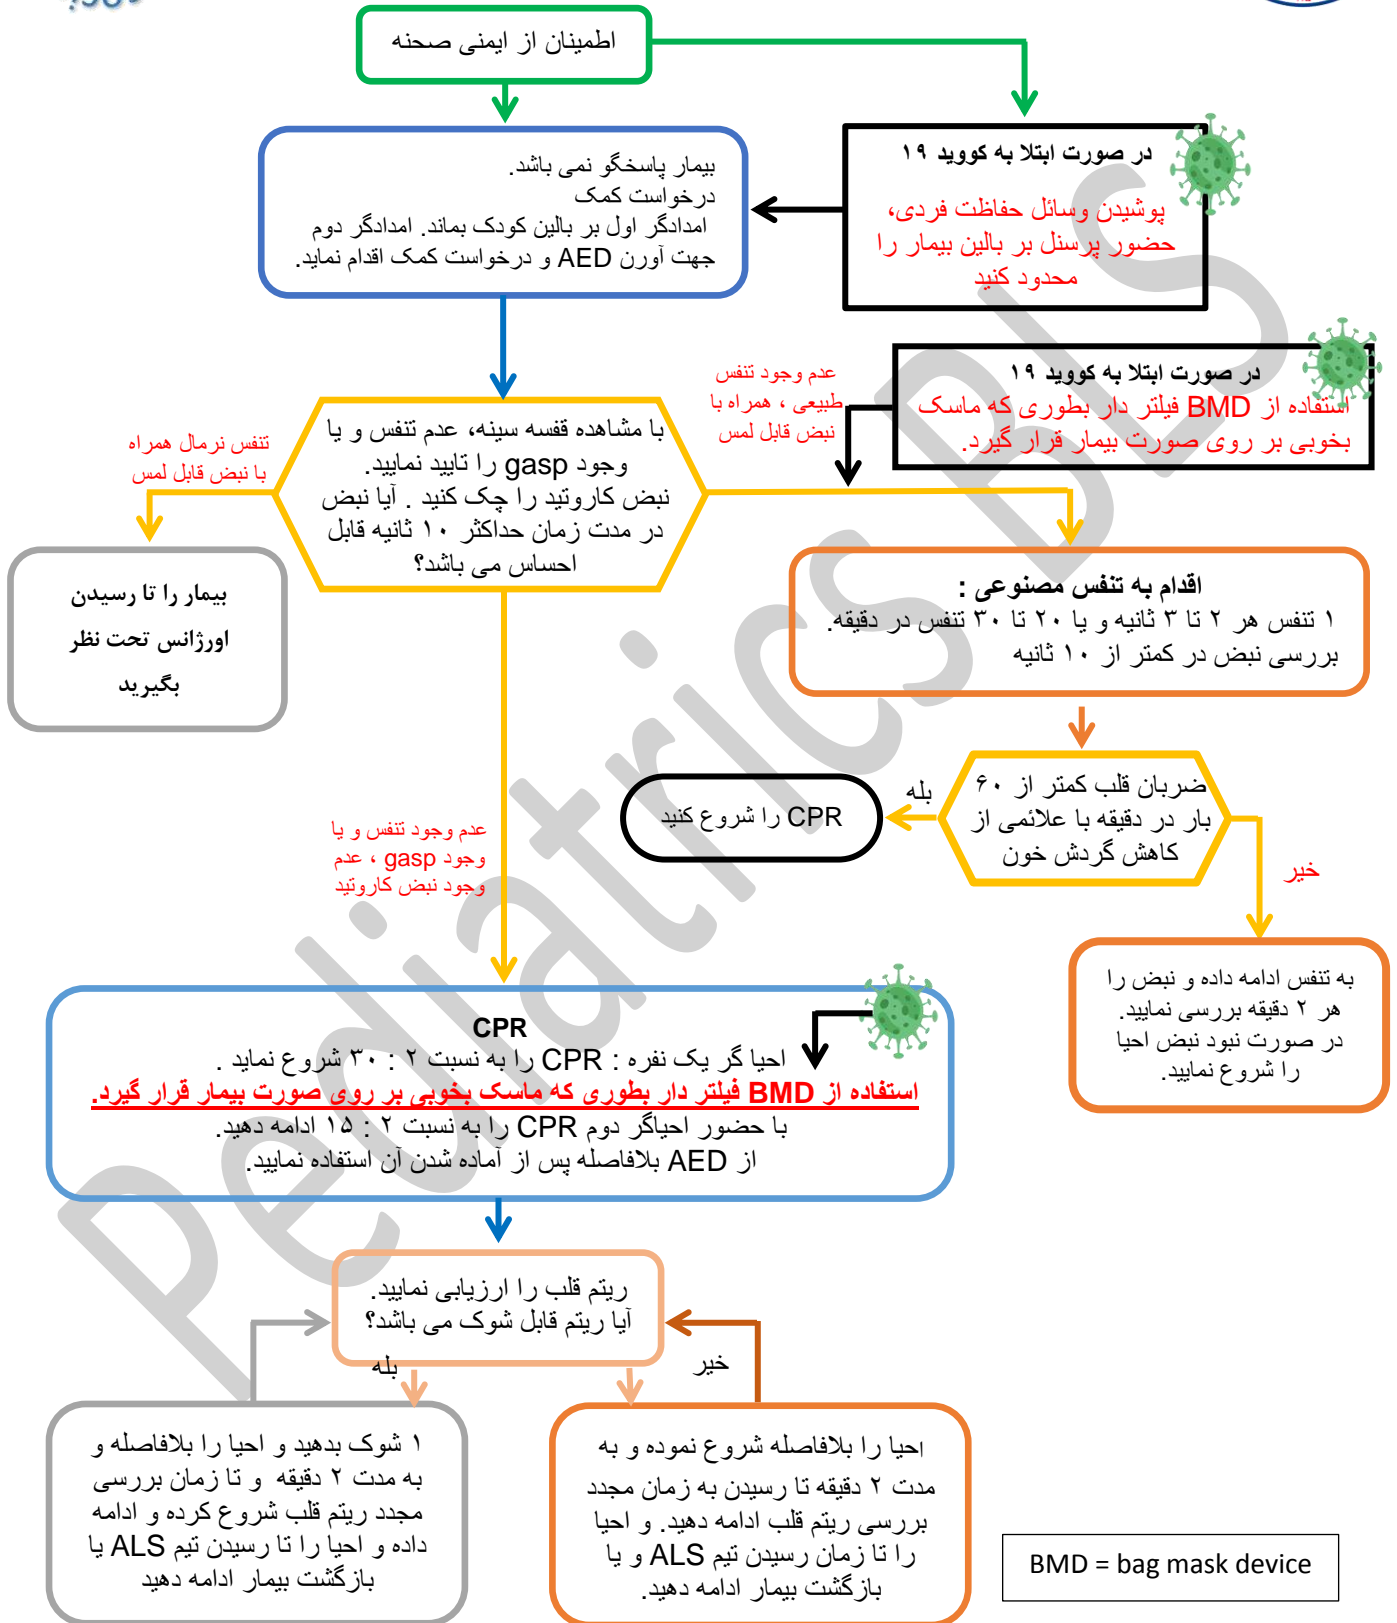 اطمینان از ایمنی صحنه
در صورت ابتلا به کووید ۱۹
پوشیدن وسائل حفاظت فردی،
حضور پرسنل بر بالین بیمار را
محدود کنید
بیمار پاسخگو نمی باشد.
درخواست کمک
امدادگر اول بر بالین کودک بماند. امدادگر دوم
جهت آورن AED و درخواست کمک اقدام نماید.
در صورت ابتلا به کووید ۱۹
استفاده از BMD فیلتر دار بطوری که ماسک
بخوبی بر روی صورت بیمار قرار گیرد.
عدم وجود تنفس
طبیعی ، همراه با
نبض قابل لمس
با مشاهده قفسه سینه، عدم تنفس و یا
وجود gasp را تایید نمایید.
نبض کاروتید را چک کنید . آیا نبض
در مدت زمان حداکثر ۱۰ ثانیه قابل
احساس می باشد؟
تنفس نرمال همراه
با نبض قابل لمس
بیمار را تا رسیدن
اورژانس تحت نظر
بگیرید
اقدام به تنفس مصنوعی :
۱ تنفس هر ۲ تا ۳ ثانیه و یا ۲۰ تا ۳۰ تنفس در دقیقه.
بررسی نبض در کمتر از ۱۰ ثانیه
ضربان قلب کمتر از ۶۰
بار در دقیقه با علائمی از
کاهش گردش خون
بله
CPR را شروع کنید
خیر
به تنفس ادامه داده و نبض را
هر ۲ دقیقه بررسی نمایید.
در صورت نبود نبض احیا
را شروع نمایید.
عدم وجود تنفس و یا
وجود gasp ، عدم
وجود نبض کاروتید
CPR
احیا گر یک نفره : CPR را به نسبت ۲ : ۳۰ شروع نماید .
استفاده از BMD فیلتر دار بطوری که ماسک بخوبی بر روی صورت بیمار قرار گیرد.
با حضور احیاگر دوم CPR را به نسبت ۲ : ۱۵ ادامه دهید.
از AED بلافاصله پس از آماده شدن آن استفاده نمایید.
ریتم قلب را ارزیابی نمایید.
آیا ریتم قابل شوک می باشد؟
خیر
بله
احیا را بلافاصله شروع نموده و به
مدت ۲ دقیقه تا رسیدن به زمان مجدد
بررسی ریتم قلب ادامه دهید. و احیا
را تا زمان رسیدن تیم ALS و یا
بازگشت بیمار ادامه دهید.
۱ شوک بدهید و احیا را بلافاصله و
به مدت ۲ دقیقه و تا زمان بررسی
مجدد ریتم قلب شروع کرده و ادامه
داده و احیا را تا رسیدن تیم ALS یا
بازگشت بیمار ادامه دهید
BMD = bag mask device
Pediatrics BLS